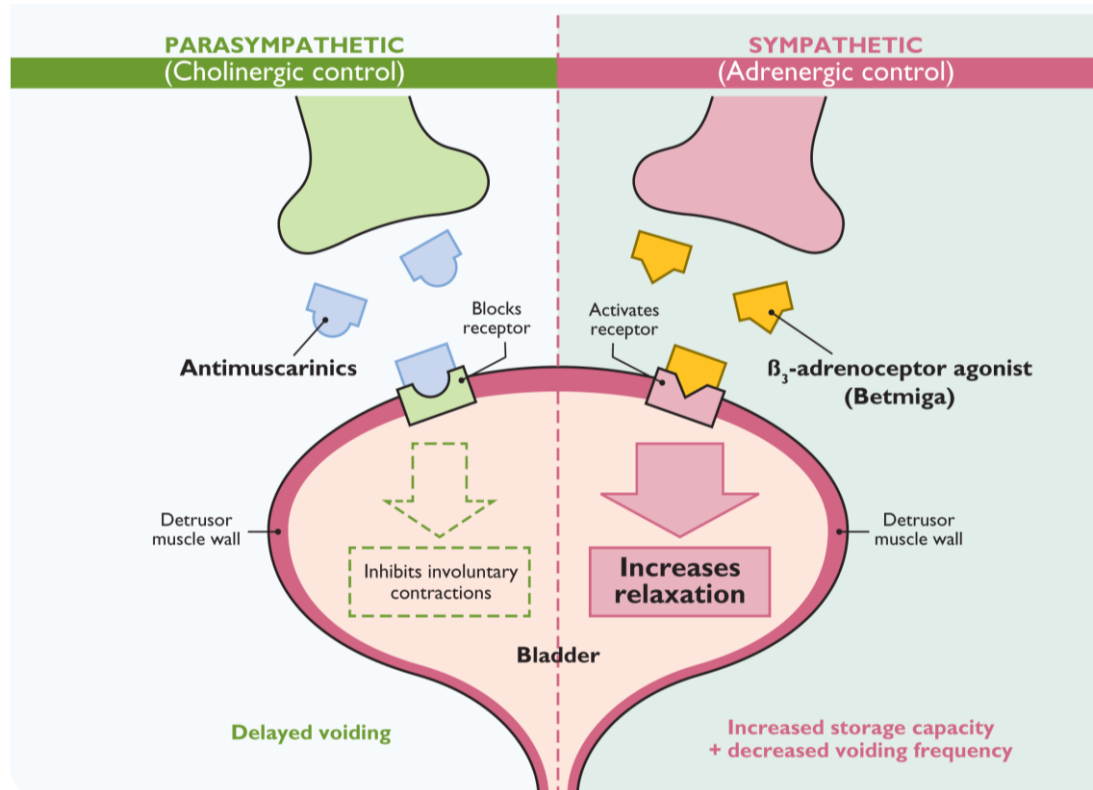 PARASYMPATHETIC
(Cholinergic control)
SYMPATHETIC
(Adrenergic control)
Blocks
receptor
Activates
receptor
Antimuscarinics
ß₃-adrenoceptor agonist
(Betmiga)
Detrusor
muscle wall
Inhibits involuntary
contractions
Increases
relaxation
Detrusor
muscle wall
Bladder
Delayed voiding
Increased storage capacity
+ decreased voiding frequency